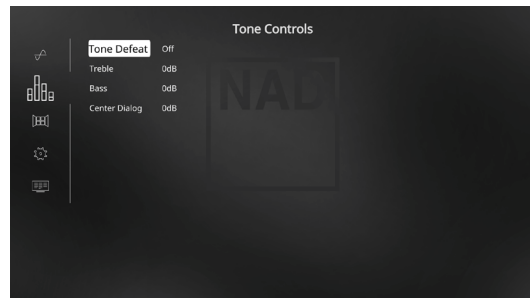 Tone Controls
Tone Defeat Off
Treble 0dB
Bass 0dB
Center Dialog 0dB
NAD